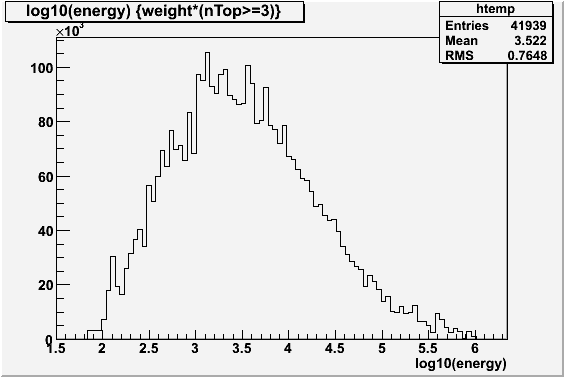 log10(energy) {weight*(nTop>=3)}
htemp
Entries 41939
Mean 3.522
RMS 0.7648
×10³
100
80
60
40
20
0
1.5 2 2.5 3 3.5 4 4.5 5 5.5 6
log10(energy)